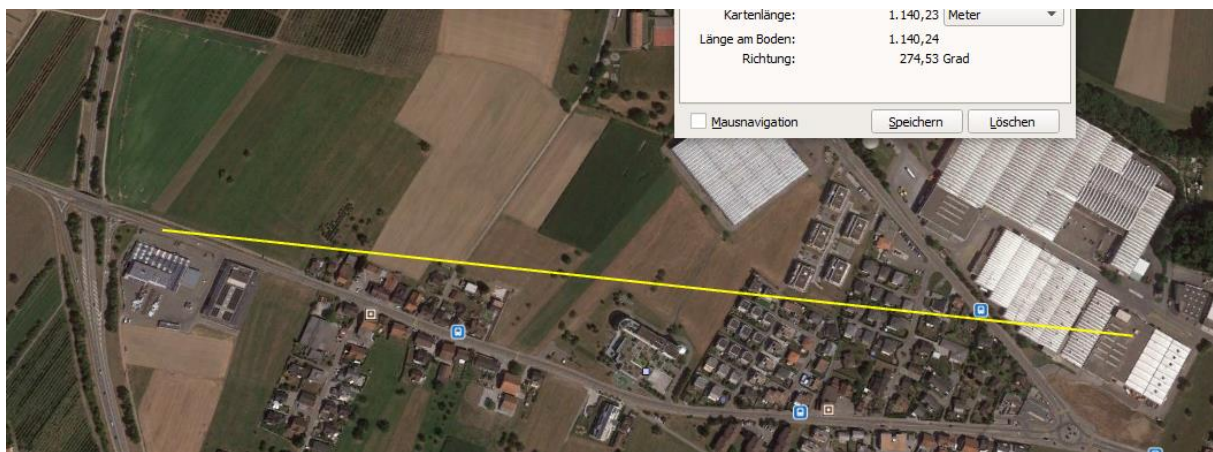 Kartenlänge: 1.140,23 Meter
Länge am Boden: 1.140,24
Richtung: 274,53 Grad
Mausnavigation Speichern Löschen